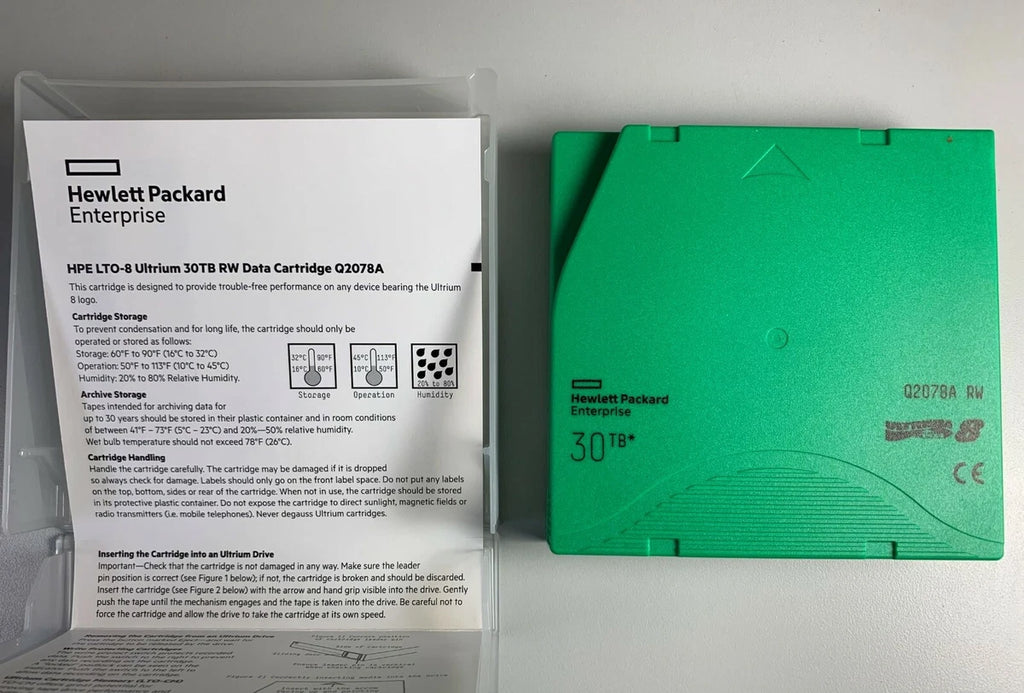 Hewlett Packard
Enterprise
HPE LTO-8 Ultrium 30TB RW Data Cartridge Q2078A
This cartridge is designed to provide trouble-free performance on any device bearing the Ultrium
8 logo.
Cartridge Storage
To prevent condensation and for long life, the cartridge should only be
operated or stored as follows:
Storage: 60°F to 90°F (16°C to 32°C)
Operation: 50°F to 113°F (10°C to 45°C)
Humidity: 20% to 80% Relative Humidity.
32°C 90°F
16°C 60°F
Storage
45°C 113°F
10°C 50°F
Operation
20% to 80%
Humidity
Archive Storage
Tapes intended for archiving data for
up to 30 years should be stored in their plastic container and in room conditions
of between 41°F – 73°F (5°C – 23°C) and 20%—50% relative humidity.
Wet bulb temperature should not exceed 78°F (26°C).
Cartridge Handling
Handle the cartridge carefully. The cartridge may be damaged if it is dropped
so always check for damage. Labels should only go on the front label space. Do not put any labels
on the top, bottom, sides or rear of the cartridge. When not in use, the cartridge should be stored
in its protective plastic container. Do not expose the cartridge to direct sunlight, magnetic fields or
radio transmitters (i.e. mobile telephones). Never degauss Ultrium cartridges.
Inserting the Cartridge into an Ultrium Drive
Important—Check that the cartridge is not damaged in any way. Make sure the leader
pin position is correct (see Figure 1 below); if not, the cartridge is broken and should be discarded.
Insert the cartridge (see Figure 2 below) with the arrow and hand grip visible into the drive. Gently
push the tape until the mechanism engages and the tape is taken into the drive. Be careful not to
force the cartridge and allow the drive to take the cartridge at its own speed.
Removing the Cartridge from an Ultrium Drive
Write Protecting Cartridges
Side of Cartridge
Hewlett Packard
Enterprise
30TB*
Q2078A RW
8
CE